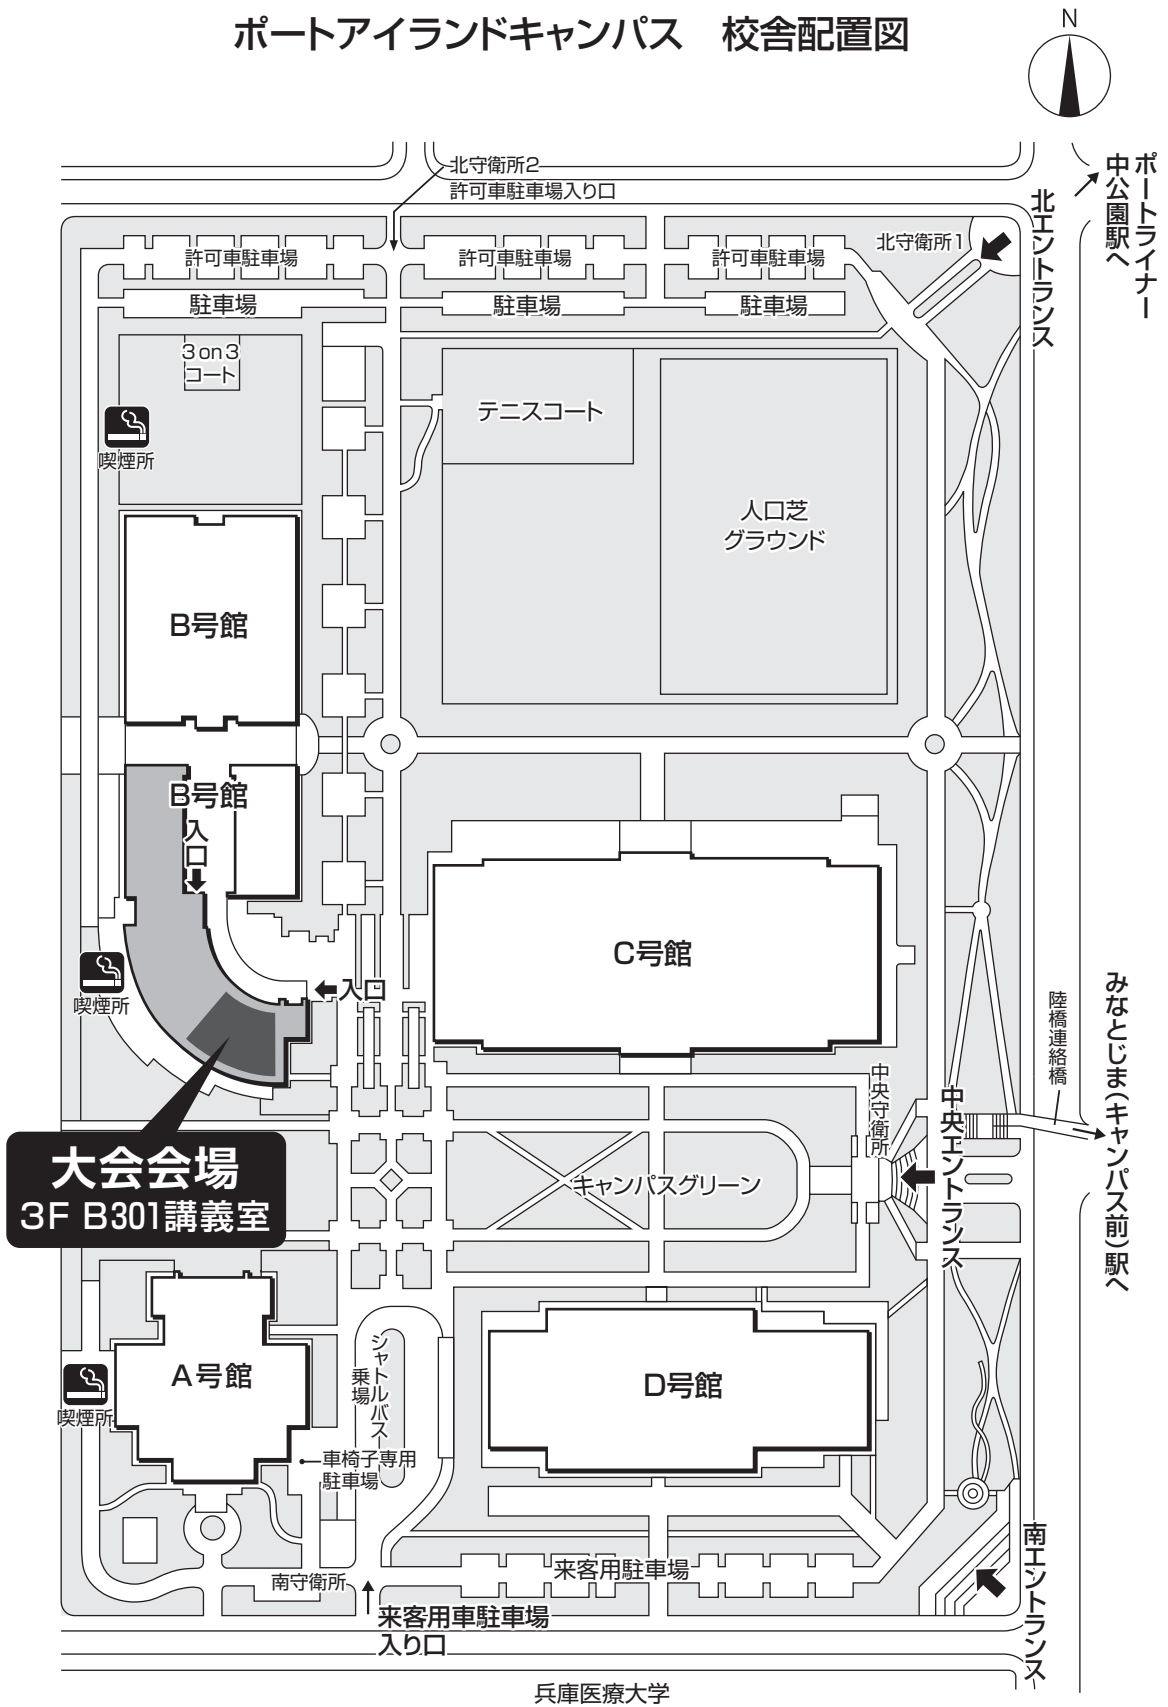 ポートアイランドキャンパス 校舎配置図
N
北守衛所2
許可車駐車場入り口
ポートライナー
中公園駅へ
北エントランス
北守衛所1
許可車駐車場
許可車駐車場
許可車駐車場
駐車場
駐車場
駐車場
3on3
コート
テニスコート
喫煙所
人口芝
グラウンド
B号館
B号館
入口
C号館
喫煙所
入口
みなとじま(キャンパス前)駅へ
陸橋連絡橋
中央守衛所
中央エントランス
大会会場
3F B301講義室
キャンパスグリーン
A号館
シャトルバス
乗場
D号館
喫煙所
車椅子専用
駐車場
南エントランス
来客用駐車場
南守衛所
来客用車駐車場
入り口
兵庫医療大学